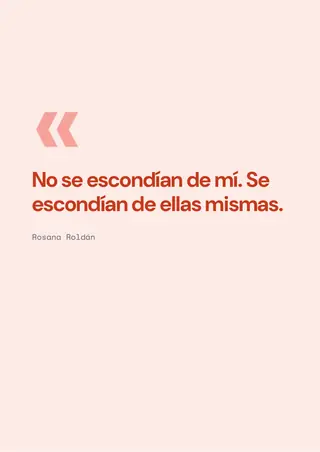 «
No se escondían de mí. Se
escondían de ellas mismas.
Rosana Roldán